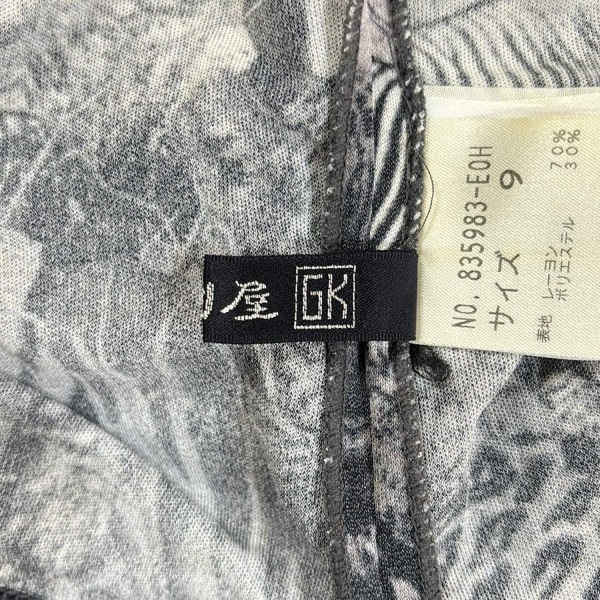 屋 GK
NO. 835983-EOH
サイズ 9
表地 レーヨン 70%
ポリエステル 30%